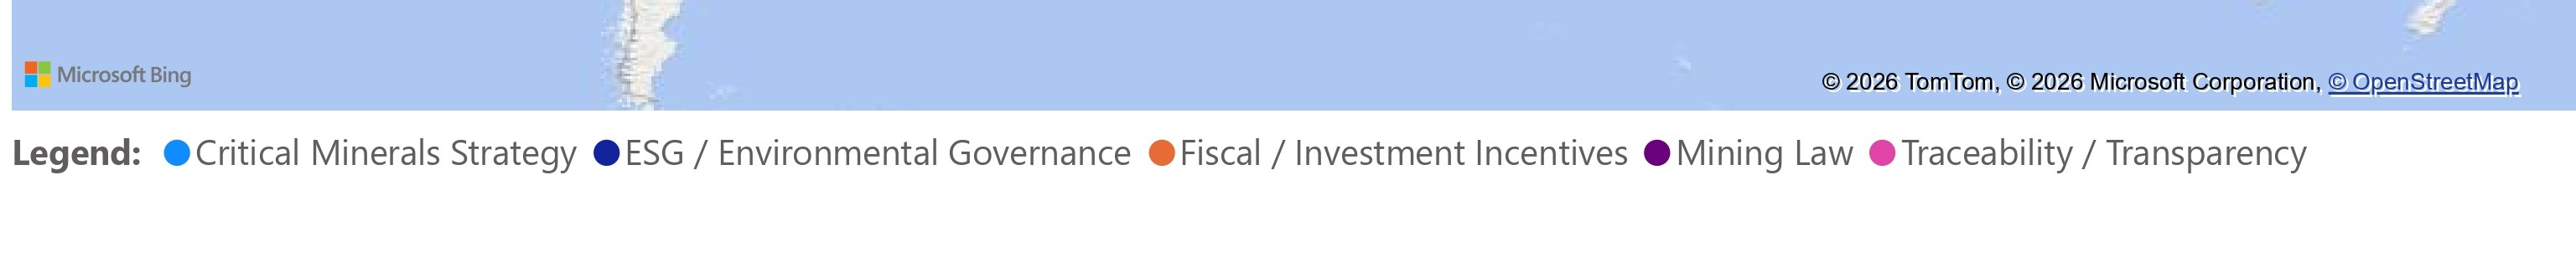 Microsoft Bing
© 2026 TomTom, © 2026 Microsoft Corporation, © OpenStreetMap
Legend: Critical Minerals Strategy ESG / Environmental Governance Fiscal / Investment Incentives Mining Law Traceability / Transparency